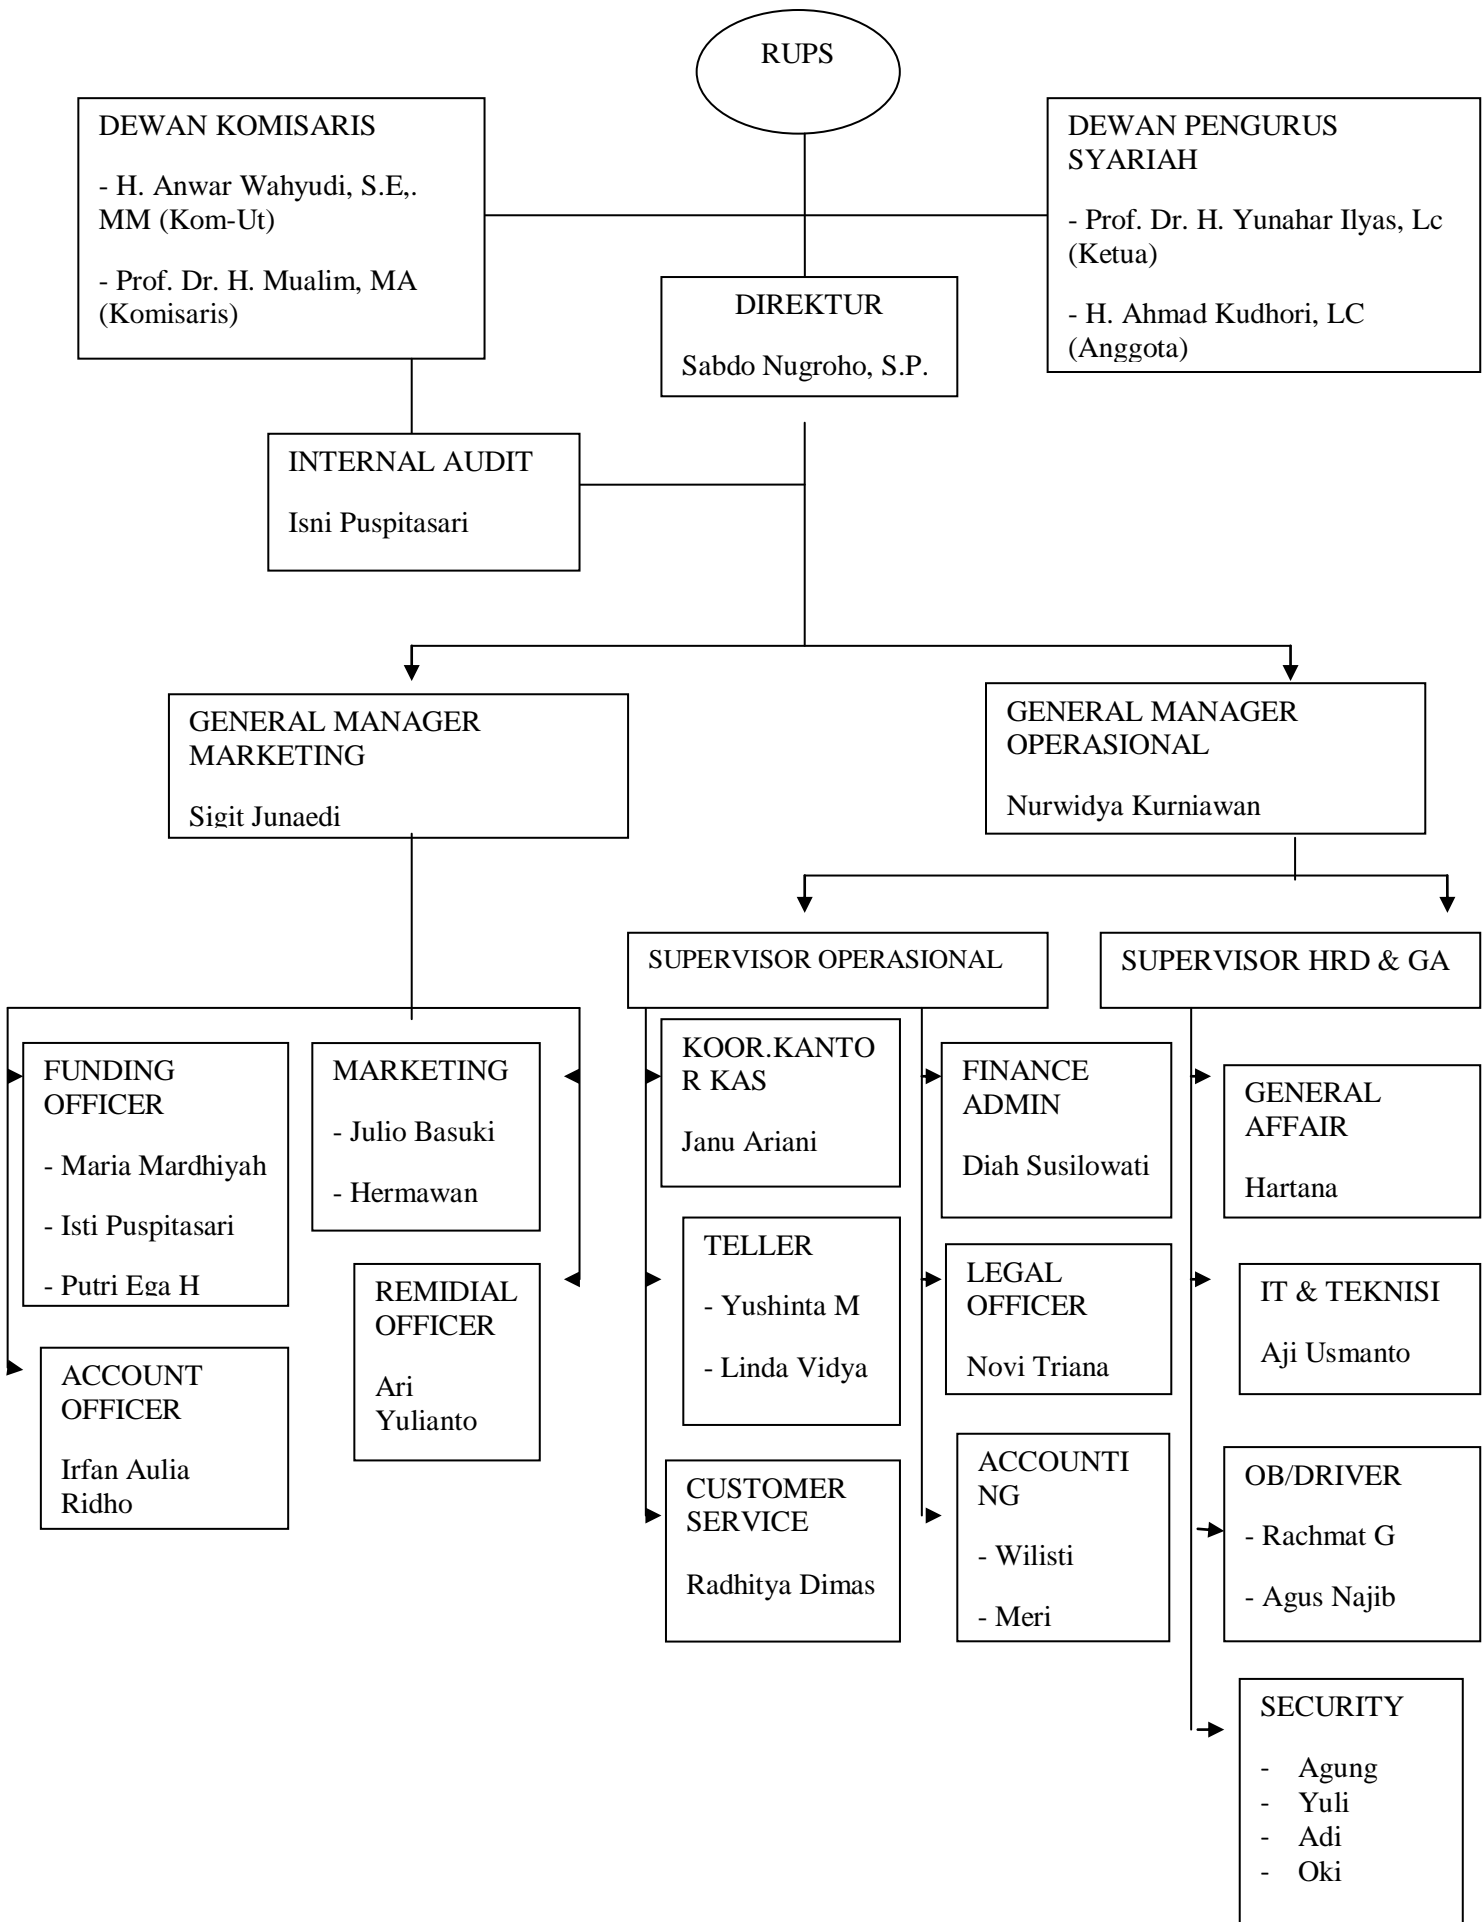 RUPS
DEWAN KOMISARIS
- H. Anwar Wahyudi, S.E,.
MM (Kom-Ut)
- Prof. Dr. H. Mualim, MA
(Komisaris)
DEWAN PENGURUS
SYARIAH
- Prof. Dr. H. Yunahar Ilyas, Lc
(Ketua)
- H. Ahmad Kudhori, LC
(Anggota)
DIREKTUR
Sabdo Nugroho, S.P.
INTERNAL AUDIT
Isni Puspitasari
GENERAL MANAGER
MARKETING
Sigit Junaedi
GENERAL MANAGER
OPERASIONAL
Nurwidya Kurniawan
SUPERVISOR OPERASIONAL
SUPERVISOR HRD & GA
FUNDING
OFFICER
- Maria Mardhiyah
- Isti Puspitasari
- Putri Ega H
MARKETING
- Julio Basuki
- Hermawan
KOOR.KANTO
R KAS
Janu Ariani
FINANCE
ADMIN
Diah Susilowati
GENERAL
AFFAIR
Hartana
ACCOUNT
OFFICER
Irfan Aulia
Ridho
REMIDIAL
OFFICER
Ari
Yulianto
TELLER
- Yushinta M
- Linda Vidya
LEGAL
OFFICER
Novi Triana
IT & TEKNISI
Aji Usmanto
CUSTOMER
SERVICE
Radhitya Dimas
ACCOUNTI
NG
- Wilisti
- Meri
OB/DRIVER
- Rachmat G
- Agus Najib
SECURITY
- Agung
- Yuli
- Adi
- Oki